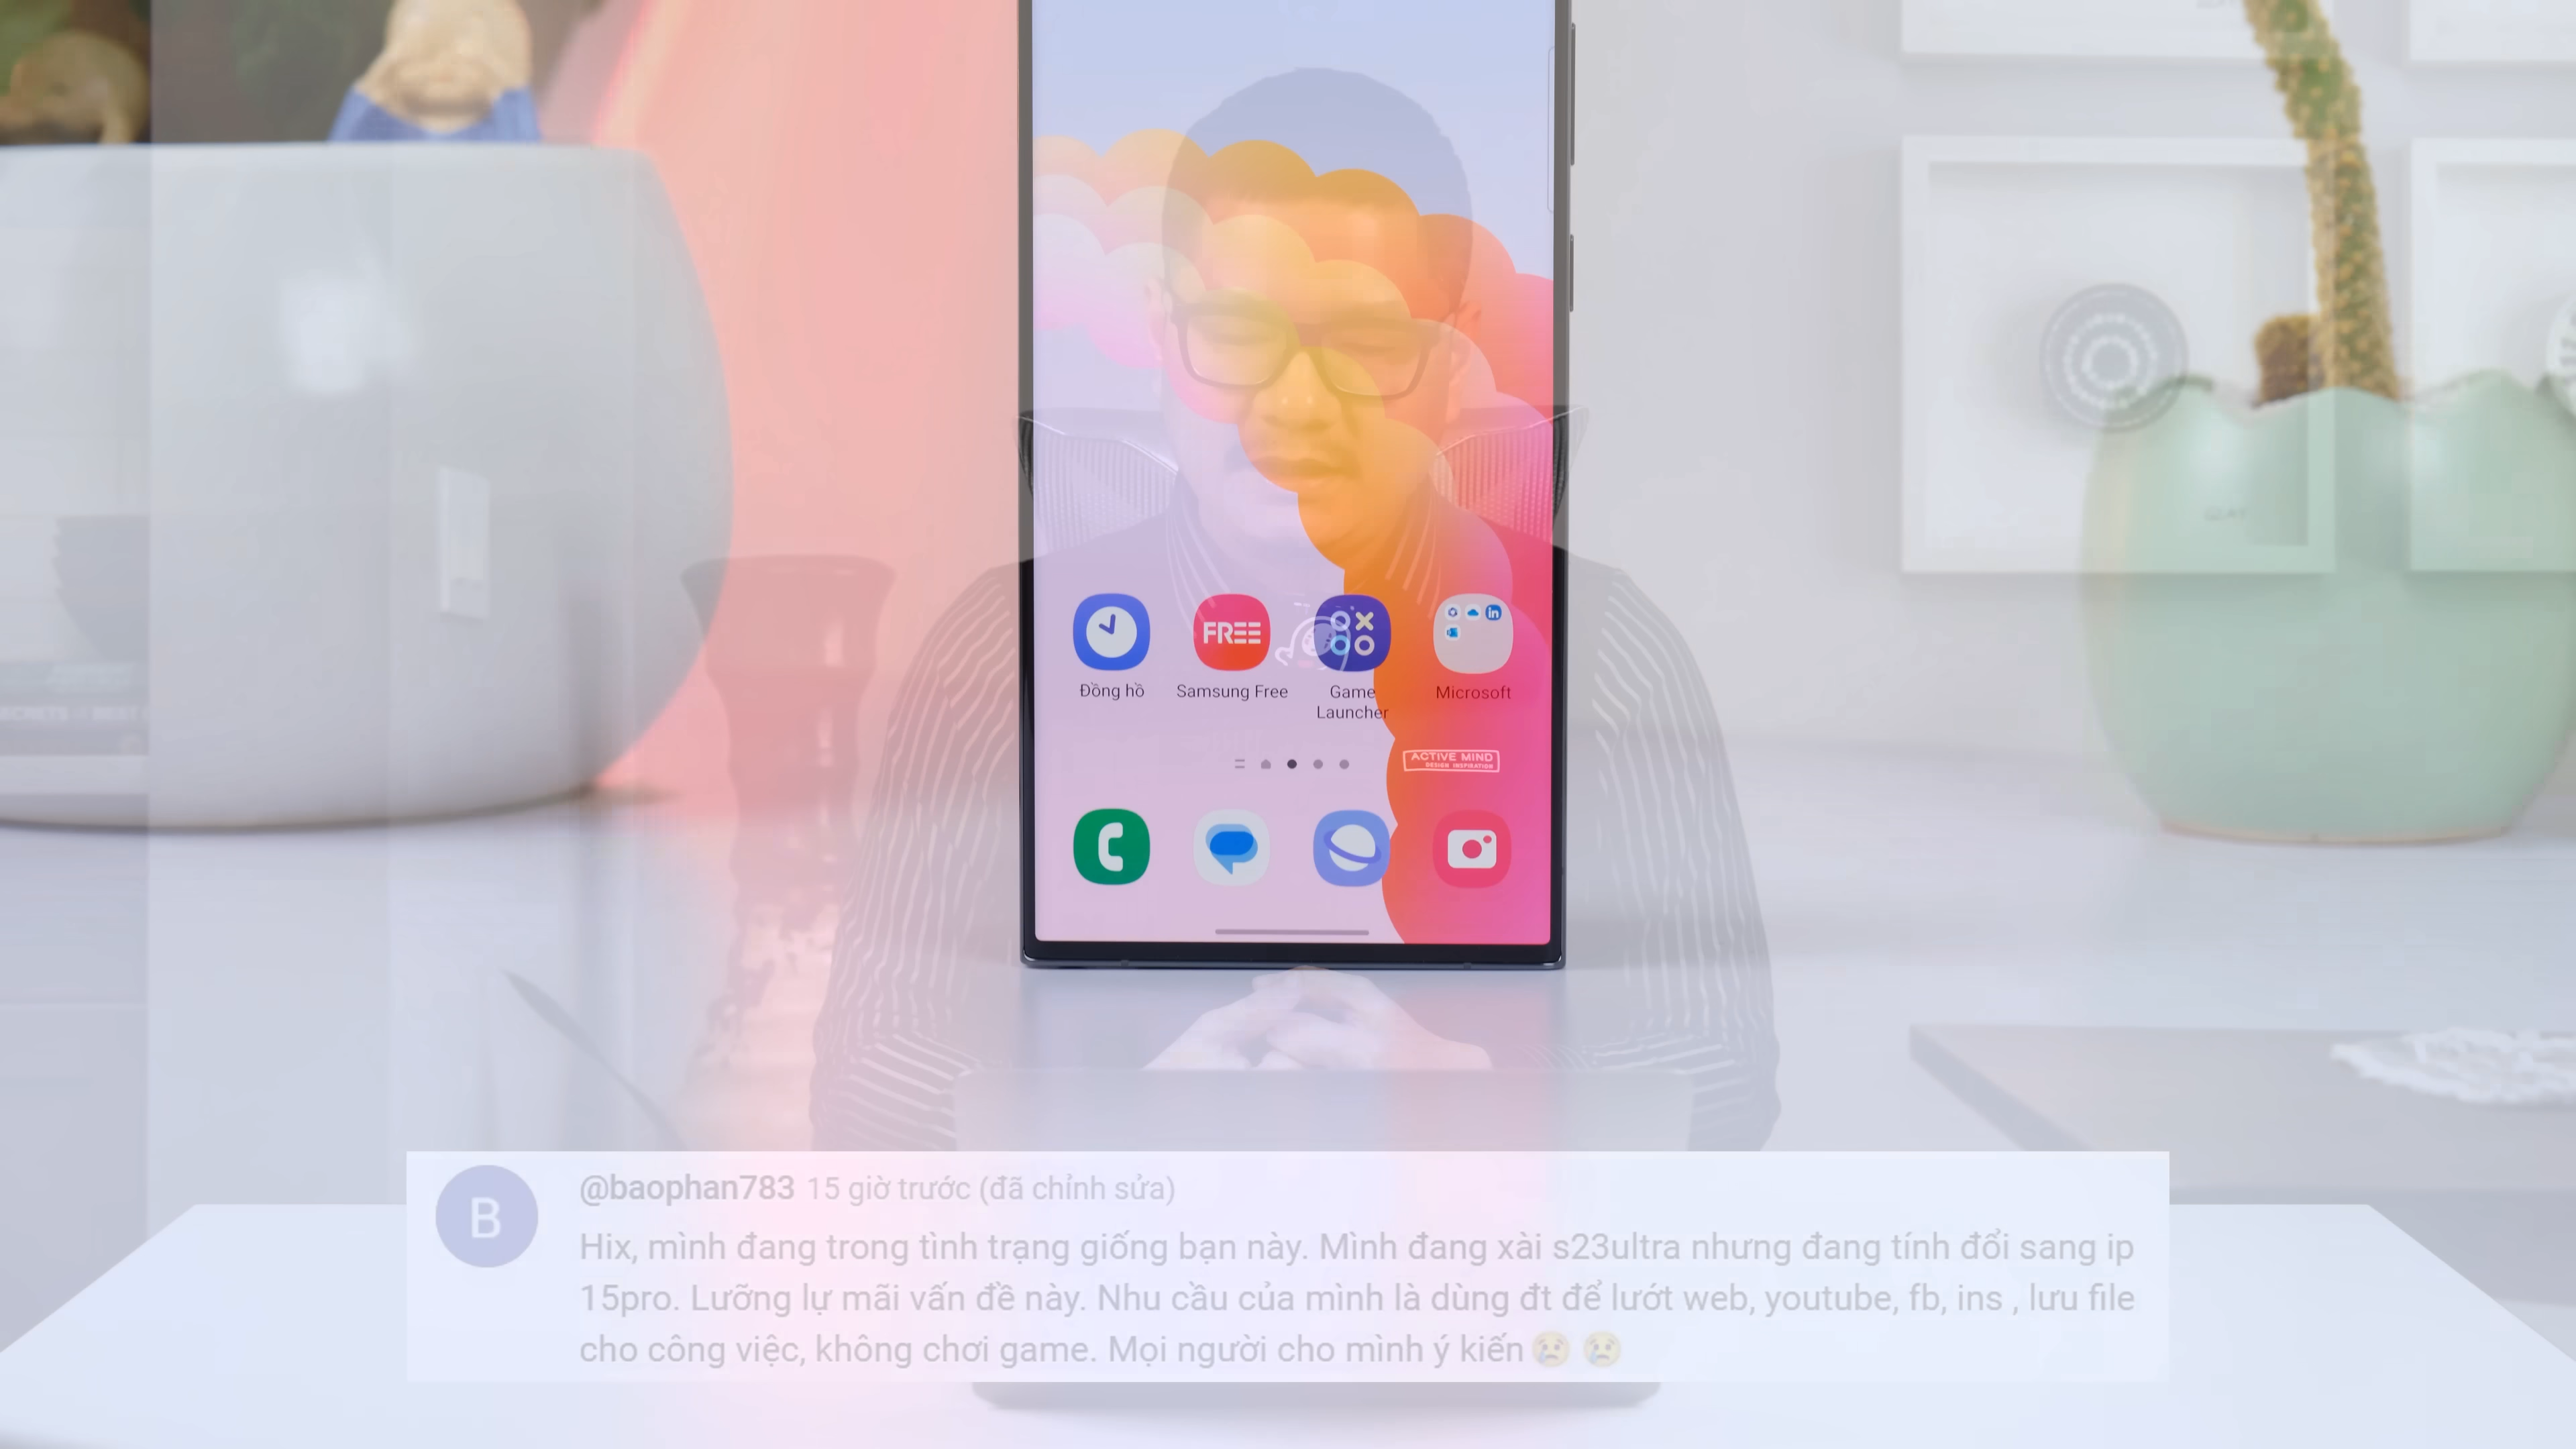 FREE
Đồng hồ
Samsung Free
Game
Launcher
Microsoft
ACTIVE MIND
DESIGN INSPIRATION
B
@baophan783 15 giờ trước (đã chỉnh sửa)
Hix, mình đang trong tình trạng giống bạn này. Mình đang xài s23ultra nhưng đang tính đổi sang ip
15pro. Lưỡng lự mãi vấn đề này. Nhu cầu của mình là dùng đt để lướt web, youtube, fb, ins , lưu file
cho công việc, không chơi game. Mọi người cho mình ý kiến 😢 😢